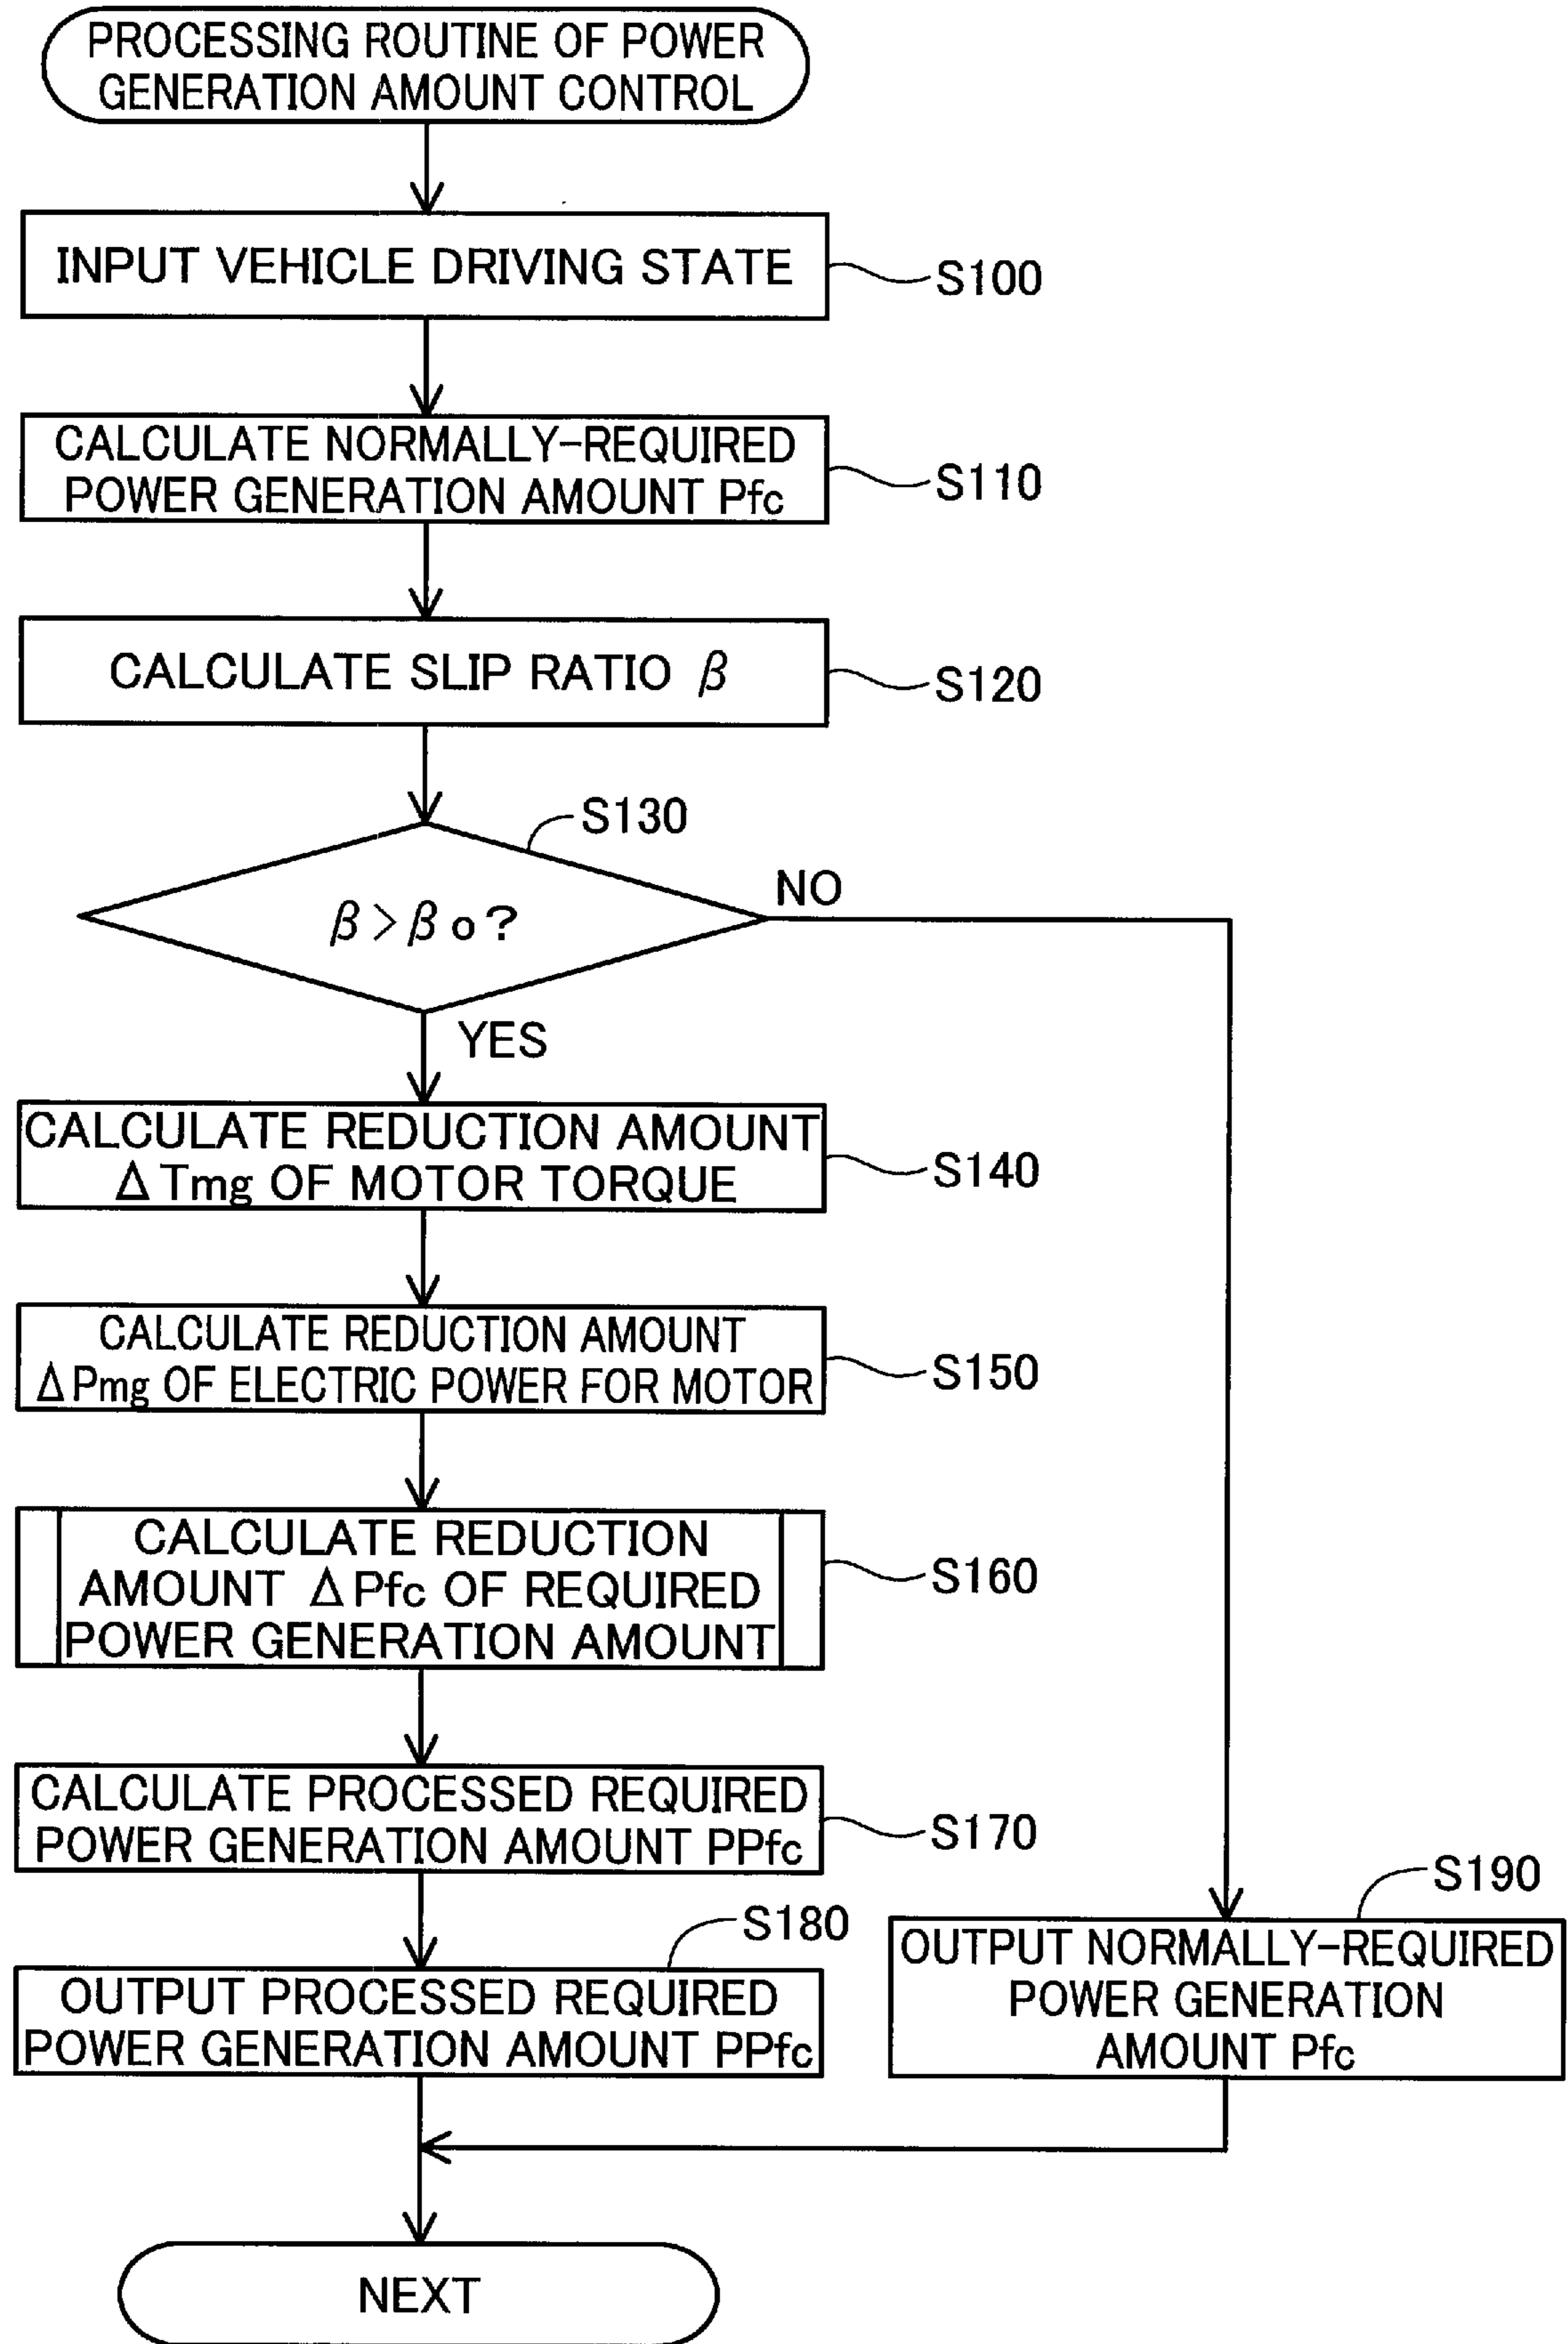 PROCESSING ROUTINE OF POWER
GENERATION AMOUNT CONTROL
INPUT VEHICLE DRIVING STATE
S100
CALCULATE NORMALLY-REQUIRED
POWER GENERATION AMOUNT Pfc
S110
CALCULATE SLIP RATIO β
S120
S130
β>βo?
NO
YES
CALCULATE REDUCTION AMOUNT
ΔTmg OF MOTOR TORQUE
S140
CALCULATE REDUCTION AMOUNT
ΔPmg OF ELECTRIC POWER FOR MOTOR
S150
CALCULATE REDUCTION
AMOUNT ΔPfc OF REQUIRED
POWER GENERATION AMOUNT
S160
CALCULATE PROCESSED REQUIRED
POWER GENERATION AMOUNT PPfc
S170
S180
OUTPUT PROCESSED REQUIRED
POWER GENERATION AMOUNT PPfc
S190
OUTPUT NORMALLY-REQUIRED
POWER GENERATION
AMOUNT Pfc
NEXT